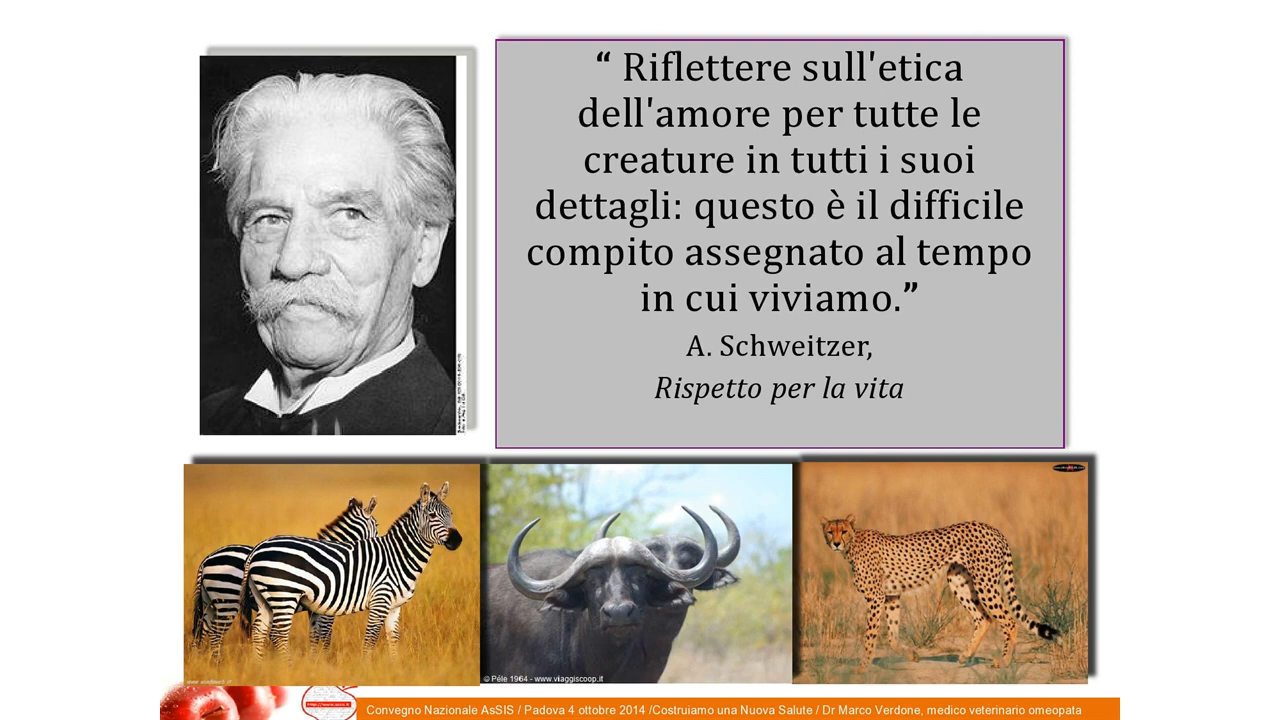 “ Riflettere sull'etica
dell'amore per tutte le
creature in tutti i suoi
dettagli: questo è il difficile
compito assegnato al tempo
in cui viviamo.”
A. Schweitzer,
Rispetto per la vita
© Péle 1964 - www.viaggiscoop.it
Convegno Nazionale AsSIS / Padova 4 ottobre 2014 /Costruiamo una Nuova Salute / Dr Marco Verdone, medico veterinario omeopata